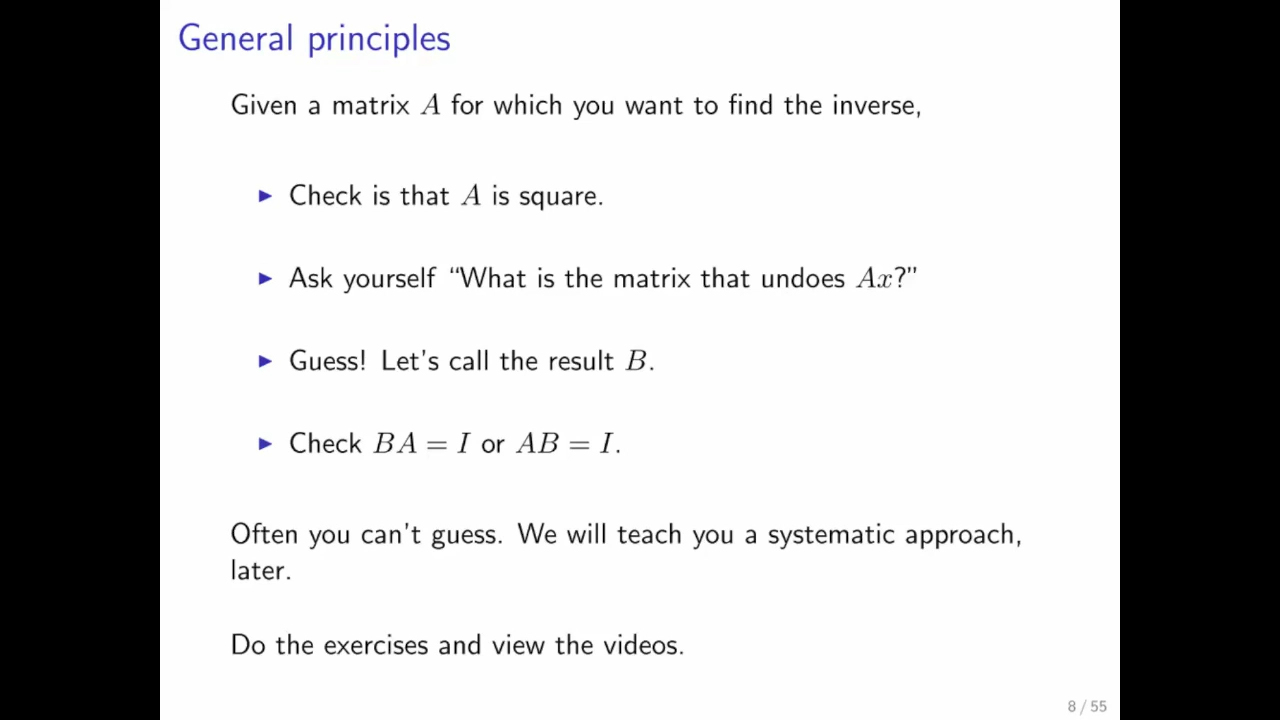 General principles
Given a matrix A for which you want to find the inverse,
▶ Check is that A is square.
▶ Ask yourself “What is the matrix that undoes Ax?”
▶ Guess! Let’s call the result B.
▶ Check BA = I or AB = I.
Often you can’t guess. We will teach you a systematic approach,
later.
Do the exercises and view the videos.
8 / 55